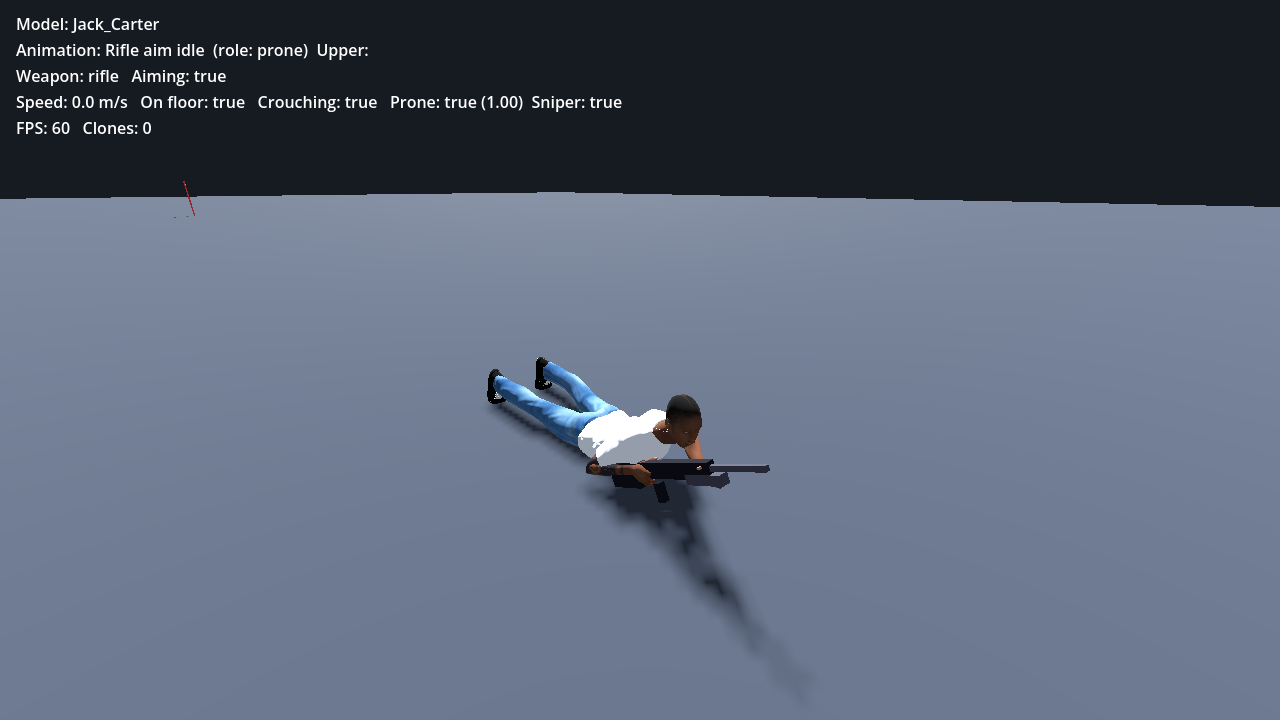 Model: Jack_Carter
Animation: Rifle aim idle  (role: prone)  Upper:
Weapon: rifle   Aiming: true
Speed: 0.0 m/s   On floor: true   Crouching: true   Prone: true (1.00)  Sniper: true
FPS: 60   Clones: 0